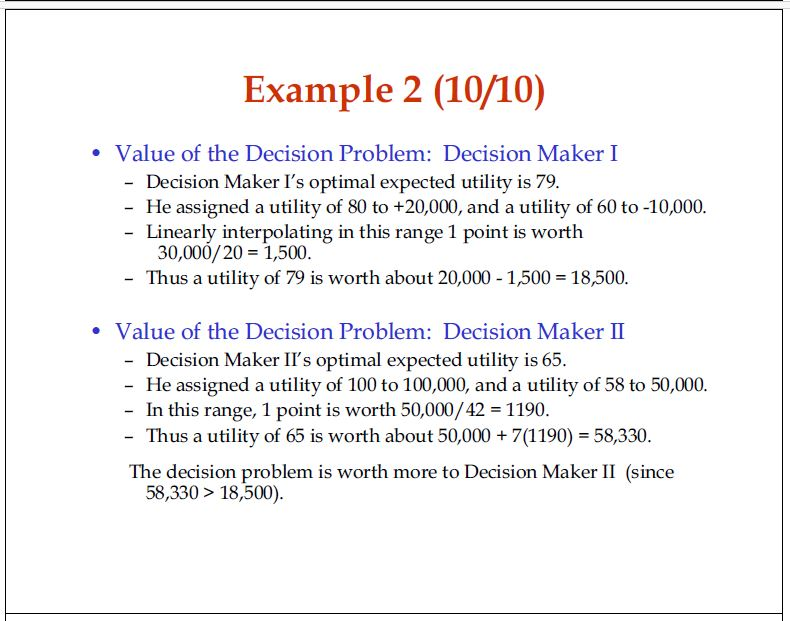 Example 2 (10/10)
• Value of the Decision Problem: Decision Maker I
– Decision Maker I's optimal expected utility is 79.
– He assigned a utility of 80 to +20,000, and a utility of 60 to -10,000.
– Linearly interpolating in this range 1 point is worth
30,000/20 = 1,500.
– Thus a utility of 79 is worth about 20,000 - 1,500 = 18,500.
• Value of the Decision Problem: Decision Maker II
– Decision Maker II's optimal expected utility is 65.
– He assigned a utility of 100 to 100,000, and a utility of 58 to 50,000.
– In this range, 1 point is worth 50,000/42 = 1190.
– Thus a utility of 65 is worth about 50,000 + 7(1190) = 58,330.
The decision problem is worth more to Decision Maker II (since
58,330 > 18,500).